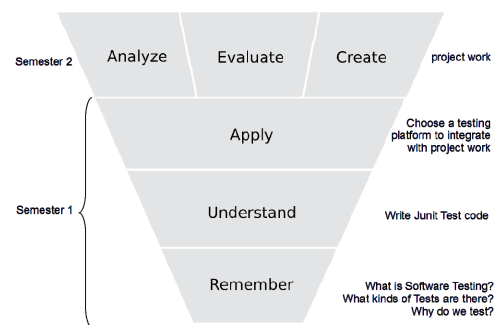 Semester 2
Analyze
Evaluate
Create
project work
Apply
Choose a testing
platform to integrate
with project work
Semester 1
Understand
Write Junit Test code
Remember
What is Software Testing?
What kinds of Tests are there?
Why do we test?